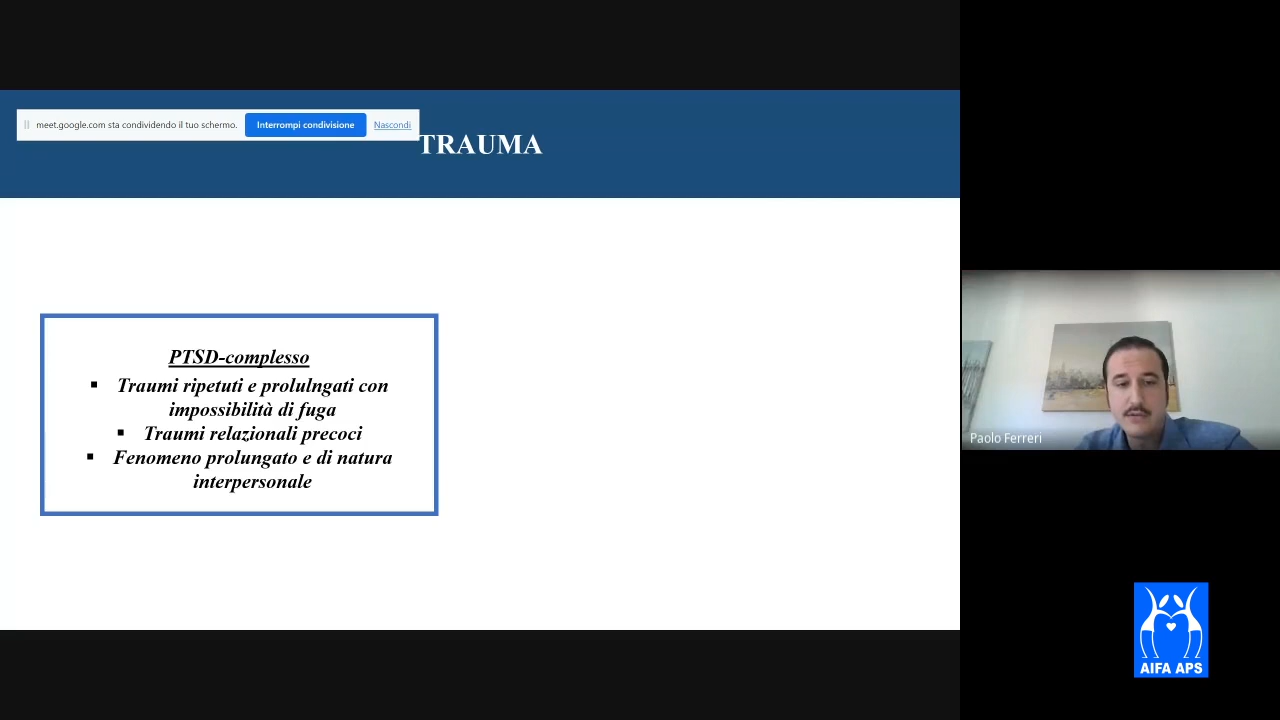 meet.google.com sta condividendo il tuo schermo. Interrompi condivisione Nascondi
TRAUMA
PTSD-complesso
▪ Traumi ripetuti e prolulngati con
impossibilità di fuga
▪ Traumi relazionali precoci
▪ Fenomeno prolungato e di natura
interpersonale
Paolo Ferreri
AIFA APS